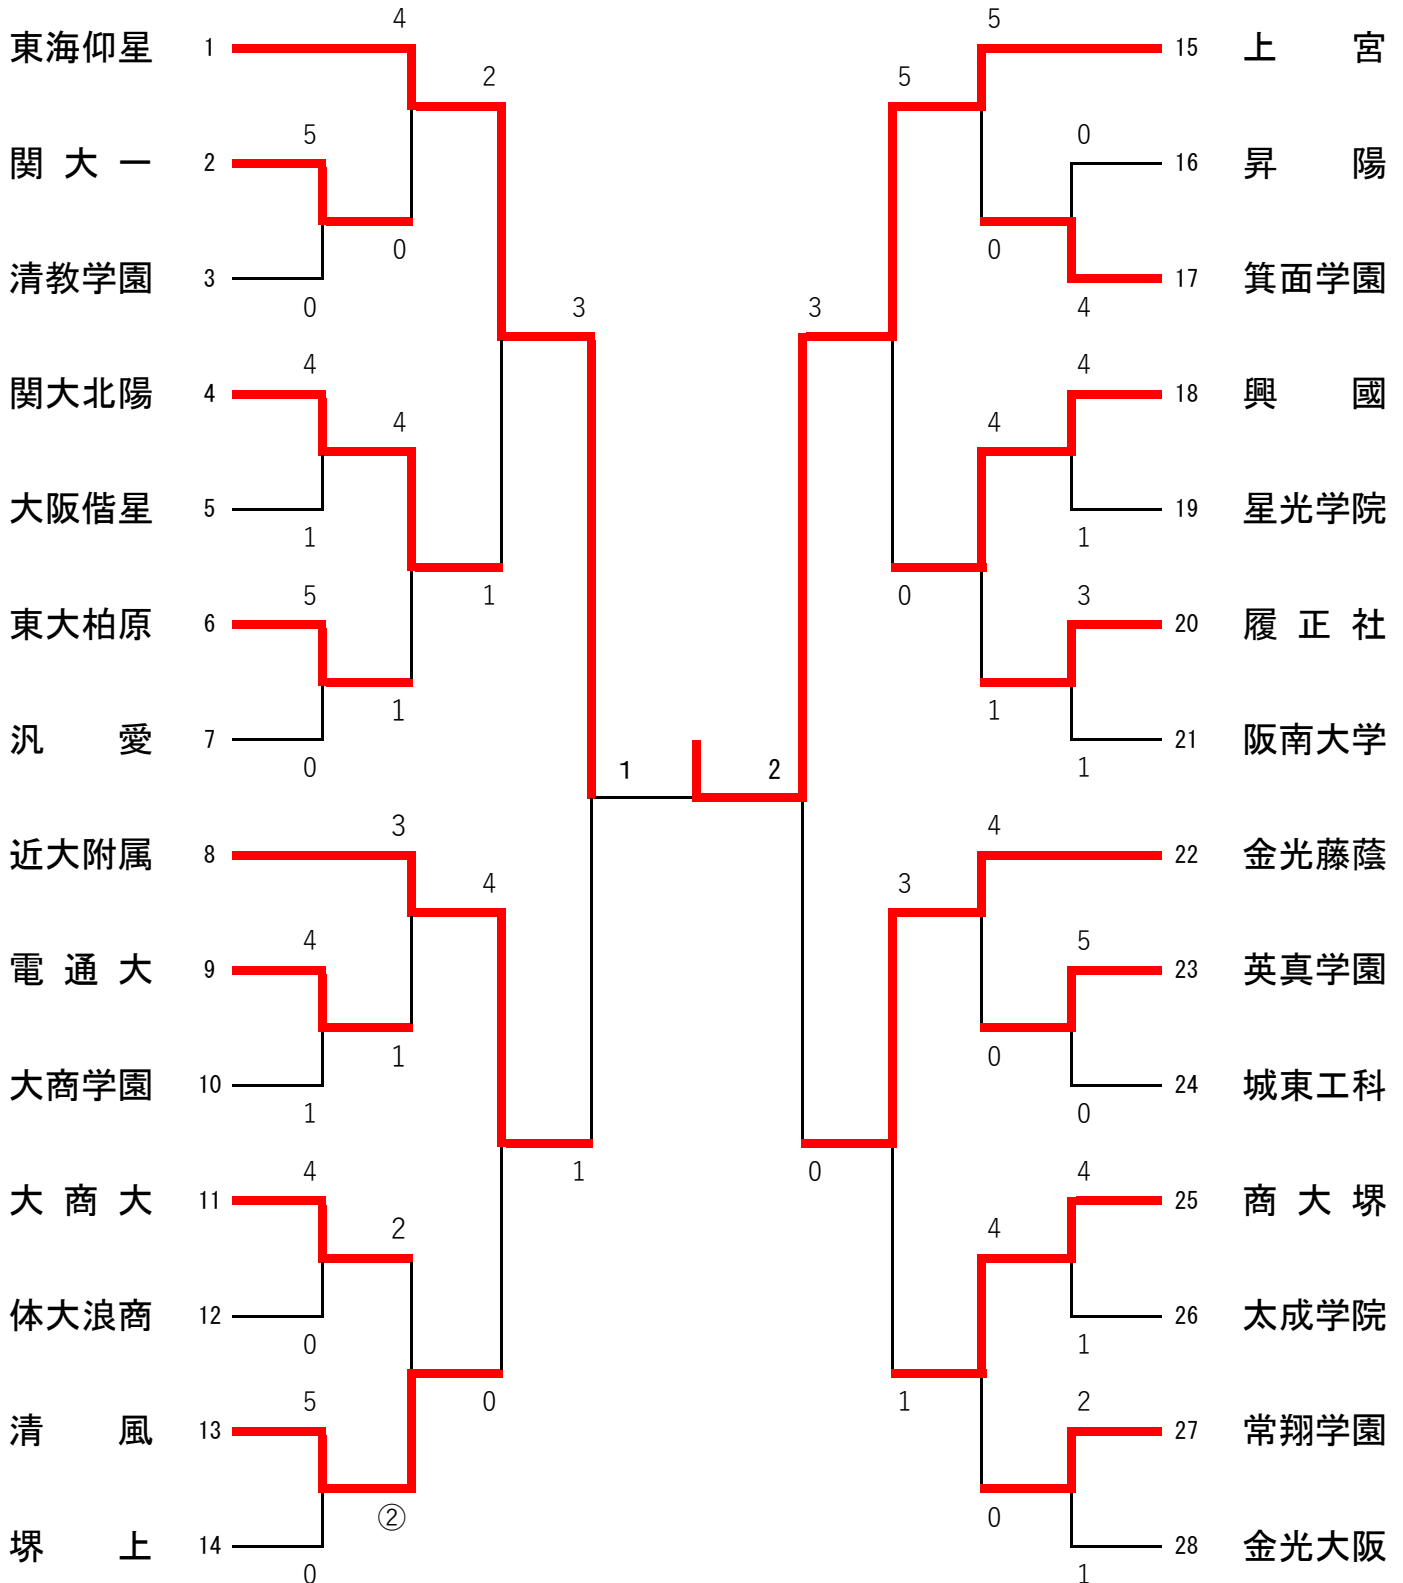 4 5
東海仰星 1 15 上 宮
2 5
5 0
関 大 一 2 16 昇 陽
0 0
清教学園 3 17 箕面学園
0 3 3 4
4 4
関大北陽 4 18 興 國
4 4
大阪偕星 5 19 星光学院
1 1
5 1 0 3
東大柏原 6 20 履 正 社
1 1
汎 愛 7 21 阪南大学
0 1 2 1
3 4
近大附属 8 22 金光藤蔭
4 3
4 5
電 通 大 9 23 英真学園
1 0
大商学園 10 24 城東工科
1 0
4 1 0 4
大 商 大 11 25 商 大 堺
2 4
体大浪商 12 26 太成学院
0 1
5 0 1 2
清 風 13 27 常翔学園
② 0
堺 上 14 28 金光大阪
0 1